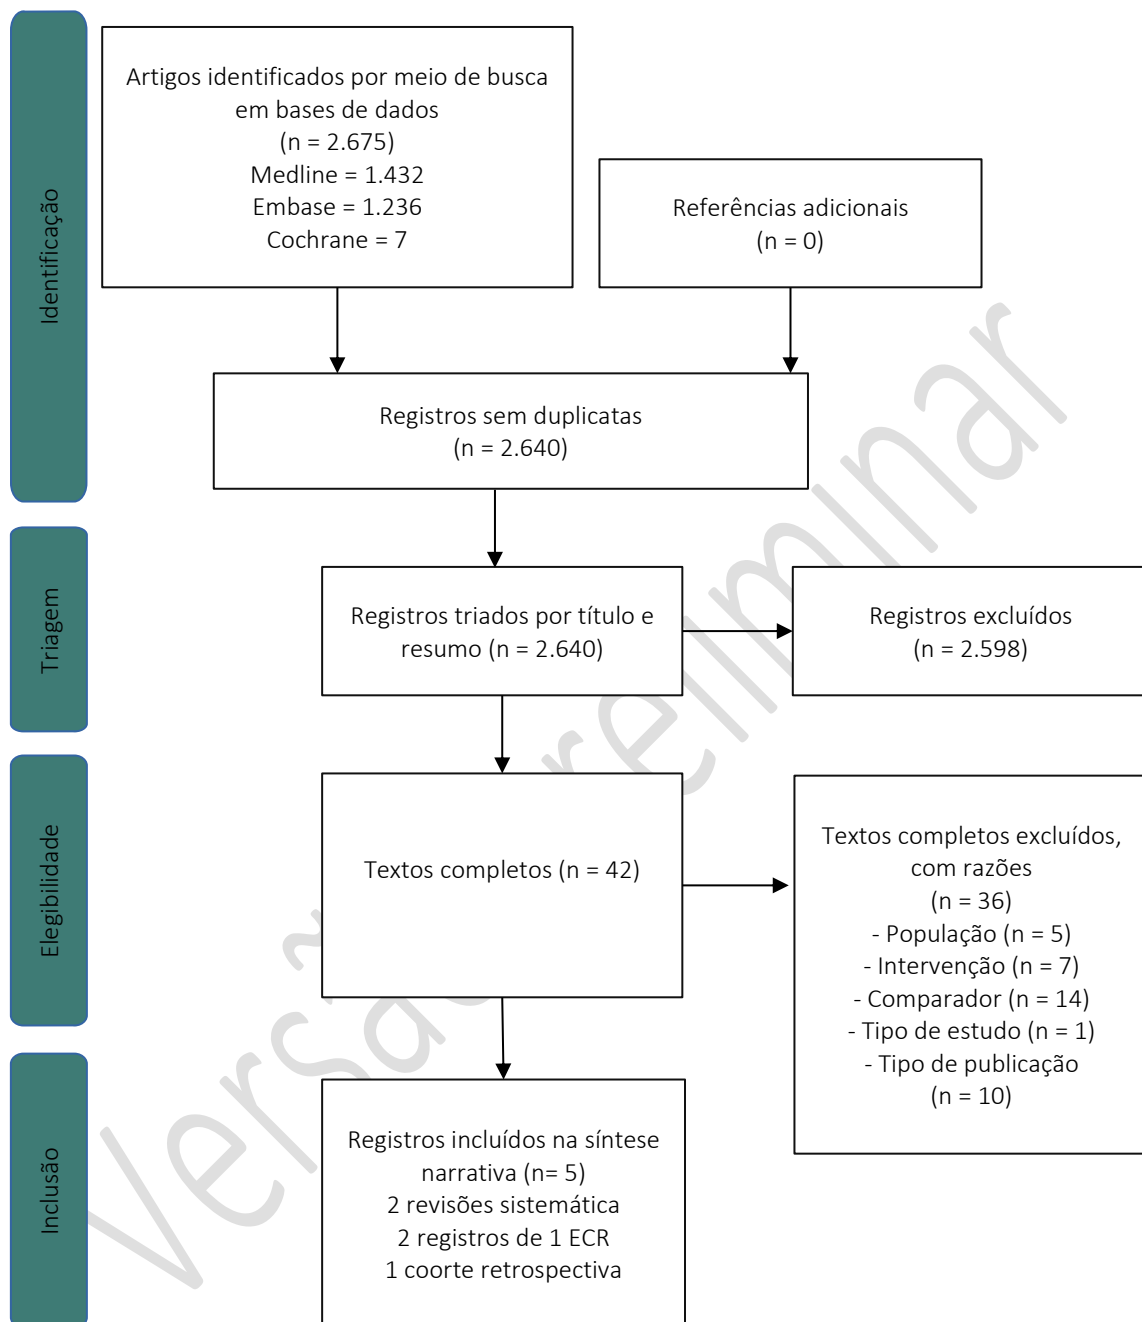 Identificação
Artigos identificados por meio de busca
em bases de dados
(n = 2.675)
Medline = 1.432
Embase = 1.236
Cochrane = 7
Referências adicionais
(n = 0)
Registros sem duplicatas
(n = 2.640)
Triagem
Registros triados por título e
resumo (n = 2.640)
Registros excluídos
(n = 2.598)
Elegibilidade
Textos completos (n = 42)
Textos completos excluídos,
com razões
(n = 36)
- População (n = 5)
- Intervenção (n = 7)
- Comparador (n = 14)
- Tipo de estudo (n = 1)
- Tipo de publicação
(n = 10)
Inclusão
Registros incluídos na síntese
narrativa (n= 5)
2 revisões sistemática
2 registros de 1 ECR
1 coorte retrospectiva
Versão Preliminar